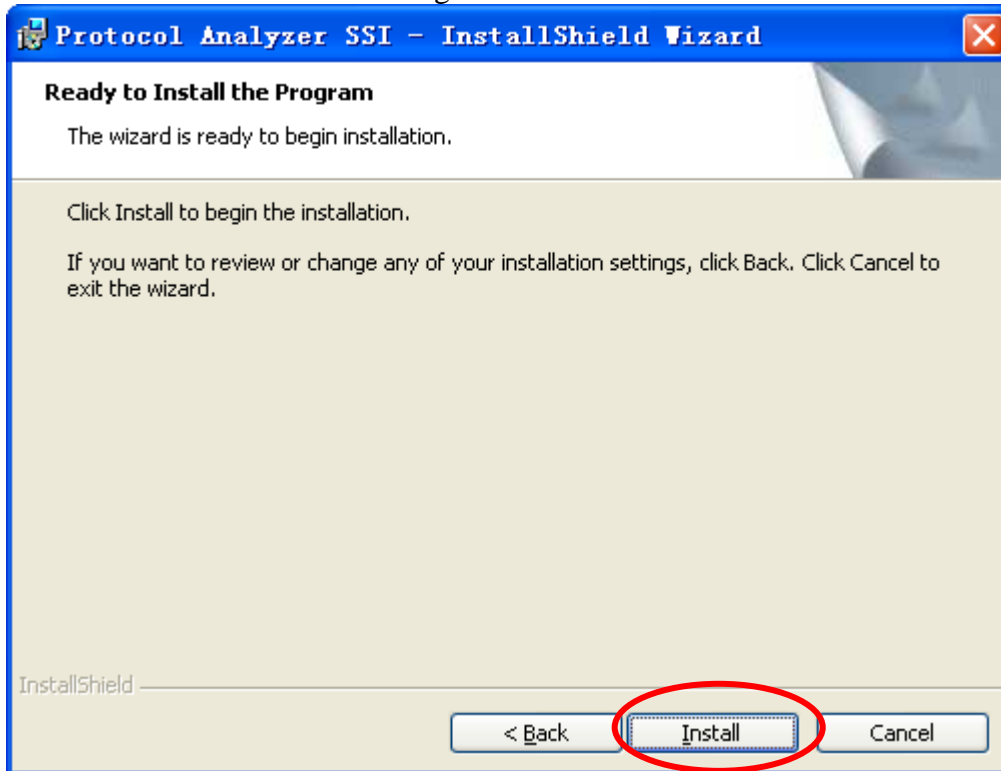 Protocol Analyzer SSI - InstallShield Wizard
Ready to Install the Program
The wizard is ready to begin installation.
Click Install to begin the installation.
If you want to review or change any of your installation settings, click Back. Click Cancel to
exit the wizard.
InstallShield
< Back
Install
Cancel